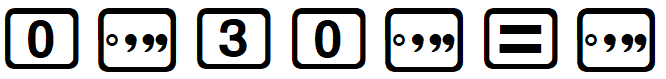 0 °,,, 3 0 °,,, = °,,,